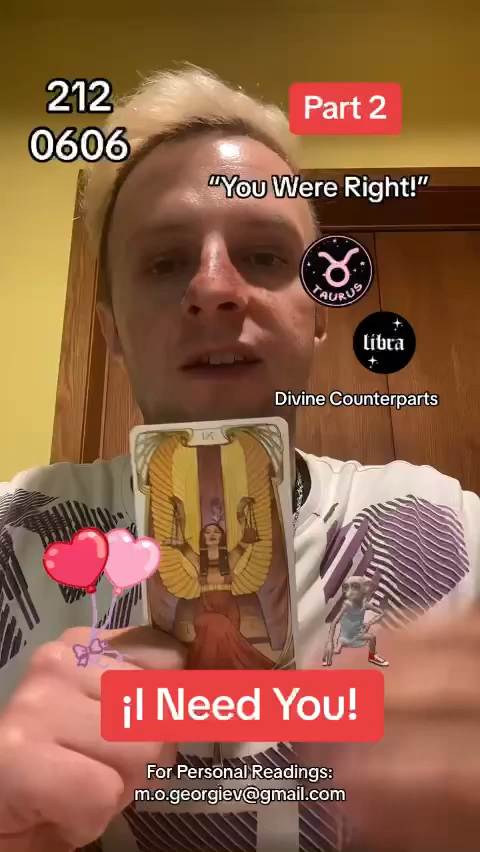 212
0606
Part 2
“You Were Right!”
TAURUS
libra
Divine Counterparts
¡I Need You!
For Personal Readings:
m.o.georgiev@gmail.com